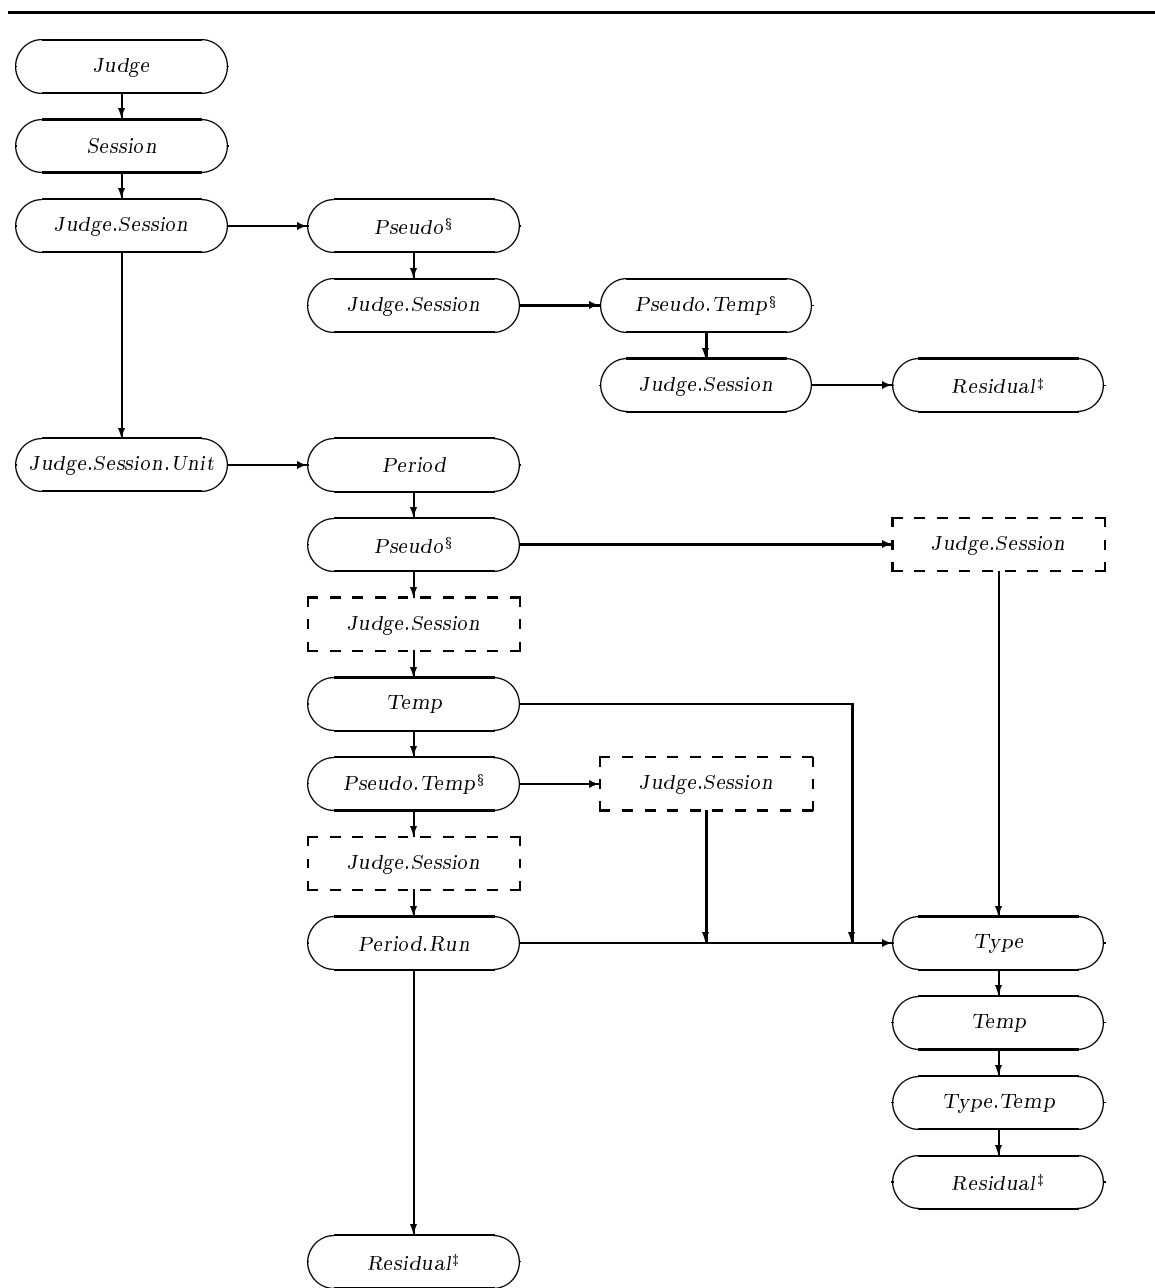 Judge
Session
Judge.Session
Pseudo§
Judge.Session
Pseudo.Temp§
Judge.Session
Residual‡
Judge.Session.Unit
Period
Pseudo§
Judge.Session
Judge.Session
Temp
Pseudo.Temp§
Judge.Session
Judge.Session
Period.Run
Type
Temp
Type.Temp
Residual‡
Residual‡